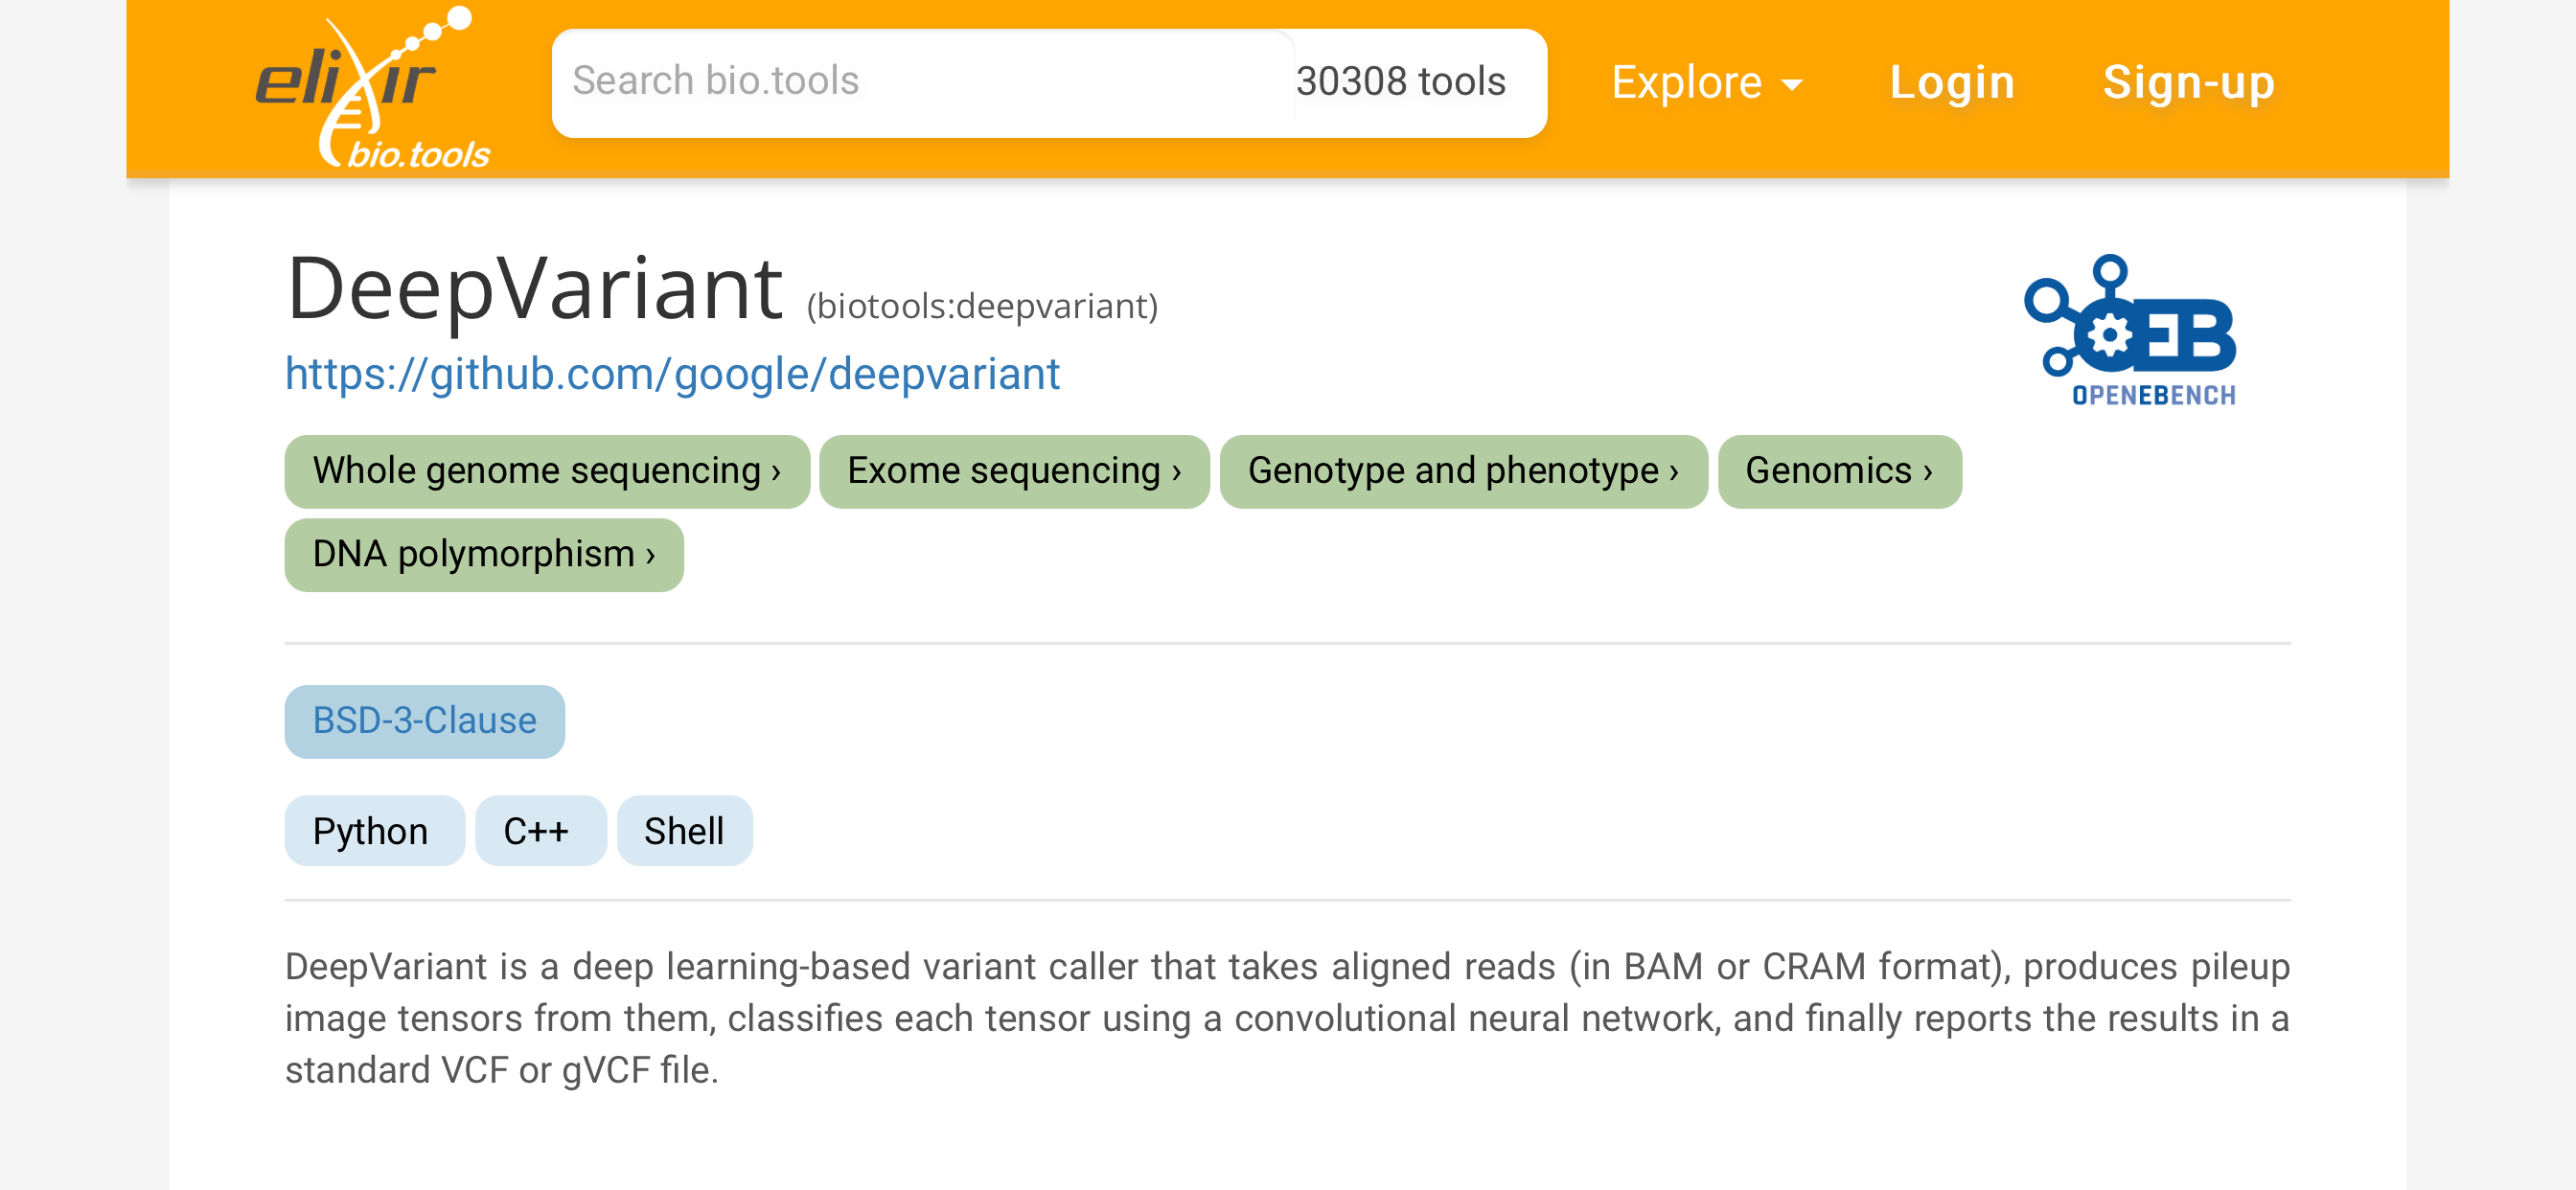 elixir
bio.tools
Search bio.tools
30308 tools
Explore
Login
Sign-up
DeepVariant (biotools:deepvariant)
https://github.com/google/deepvariant
OEB
OPENEBENCH
Whole genome sequencing › Exome sequencing › Genotype and phenotype › Genomics ›
DNA polymorphism ›
BSD-3-Clause
Python C++ Shell
DeepVariant is a deep learning-based variant caller that takes aligned reads (in BAM or CRAM format), produces pileup
image tensors from them, classifies each tensor using a convolutional neural network, and finally reports the results in a
standard VCF or gVCF file.